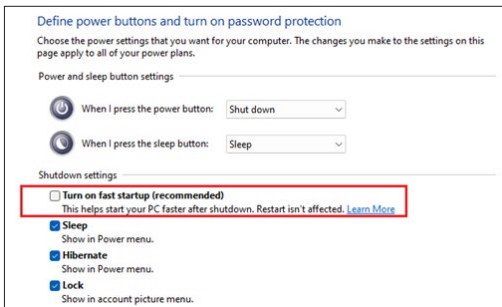 Define power buttons and turn on password protection
Choose the power settings that you want for your computer. The changes you make to the settings on this
page apply to all of your power plans.
Power and sleep button settings
When I press the power button: Shut down
When I press the sleep button: Sleep
Shutdown settings
Turn on fast startup (recommended)
This helps start your PC faster after shutdown. Restart isn't affected. Learn More
Sleep
Show in Power menu.
Hibernate
Show in Power menu.
Lock
Show in account picture menu.